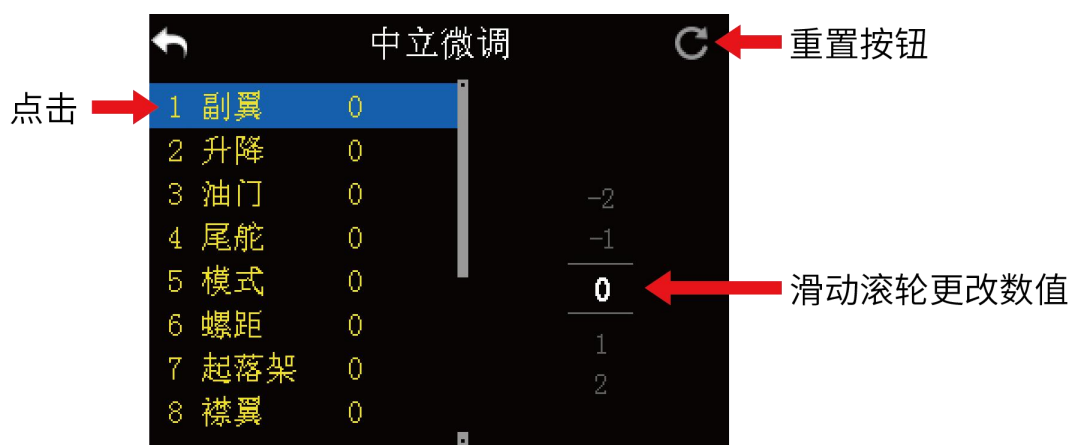 中立微调
重置按钮
点击
1 副翼 0
2 升降 0
3 油门 0
4 尾舵 0
5 模式 0
6 螺距 0
7 起落架 0
8 襟翼 0
-2
-1
0
1
2
滑动滚轮更改数值